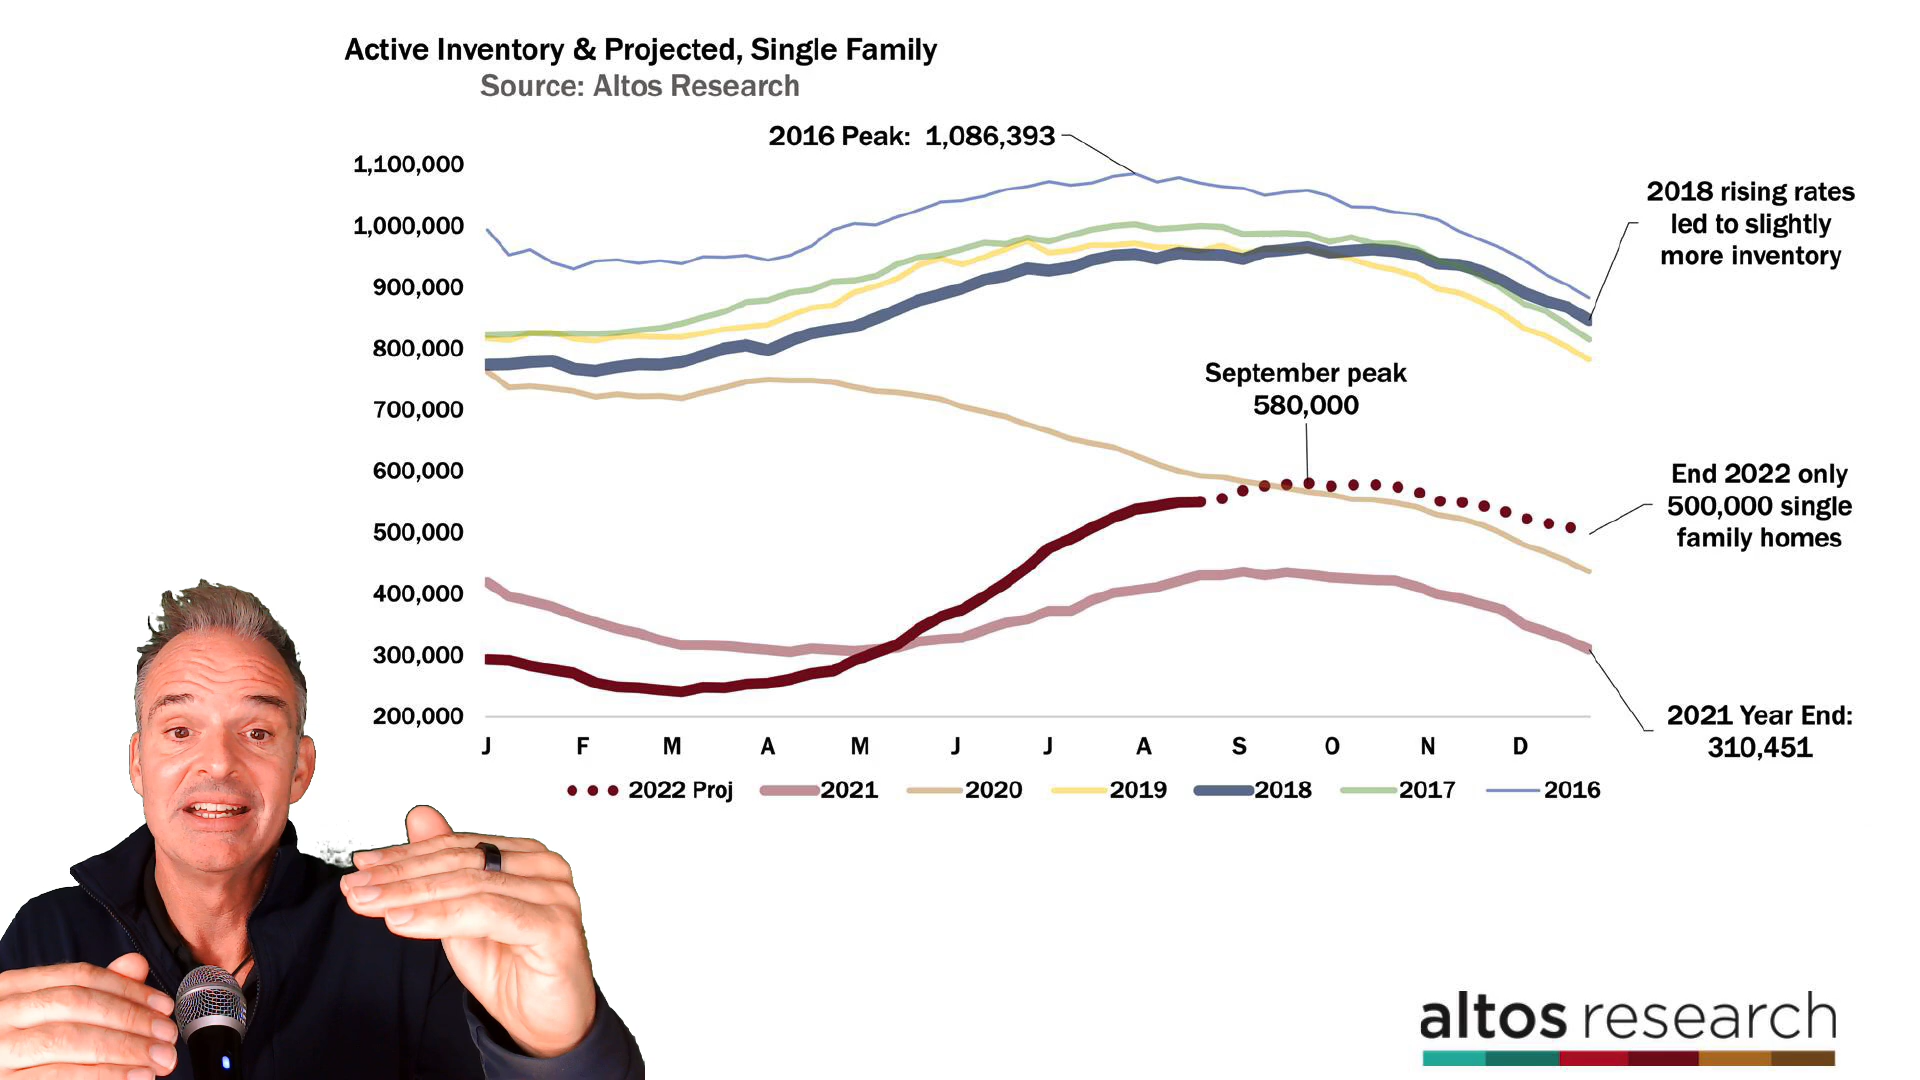 Active Inventory & Projected, Single Family
Source: Altos Research
2016 Peak: 1,086,393
1,100,000
1,000,000
900,000
800,000
700,000
600,000
500,000
400,000
300,000
200,000
2018 rising rates
led to slightly
more inventory
September peak
580,000
End 2022 only
500,000 single
family homes
2021 Year End:
310,451
J F M A M J J A S O N D
2022 Proj 2021 2020 2019 2018 2017 2016
altos research